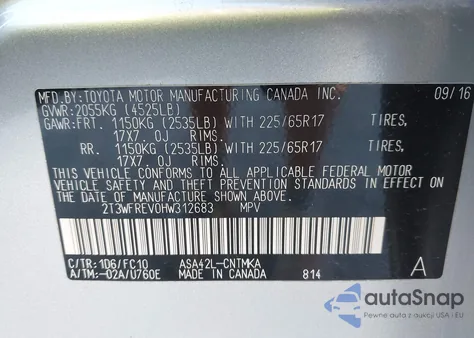 MFD.BY:TOYOTA MOTOR MANUFACTURING CANADA INC. 09/16
GVWR:2055KG (4525LB)
GAWR:FRT. 1150KG (2535LB) WITH 225/65R17 TIRES,
17X7.0J RIMS.
RR. 1150KG (2535LB) WITH 225/65R17 TIRES,
17X7.0J RIMS.
THIS VEHICLE CONFORMS TO ALL APPLICABLE FEDERAL MOTOR
VEHICLE SAFETY AND THEFT PREVENTION STANDARDS IN
EFFECT ON THE DATE OF MANUFACTURE SHOWN ABOVE.
2T3WFREV0HW312683 MPV
C/TR:1D6/FC10 ASA42L-CNTMKA
A/TM:-02A/U760E MADE IN CANADA 814 A
autoSnap